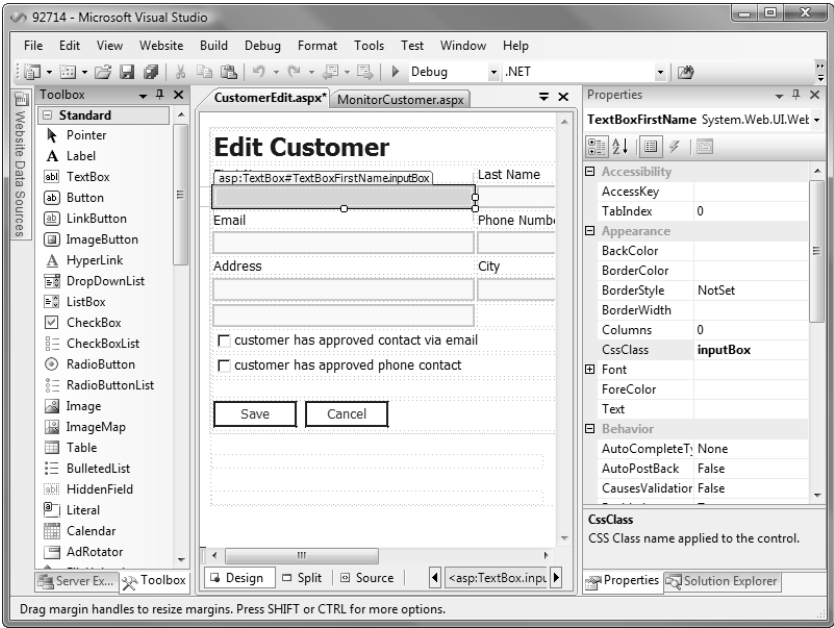 92714 - Microsoft Visual Studio
File Edit View Website Build Debug Format Tools Test Window Help
Debug .NET
Website Data Sources
Toolbox
Standard
Pointer
Label
TextBox
Button
LinkButton
ImageButton
HyperLink
DropDownList
ListBox
CheckBox
CheckBoxList
RadioButton
RadioButtonList
Image
ImageMap
Table
BulletedList
HiddenField
Literal
Calendar
AdRotator
Server Ex... Toolbox
CustomerEdit.aspx* MonitorCustomer.aspx
Edit Customer
asp:TextBox#TextBoxFirstName.inputBox Last Name
Email Phone Numbe
Address City
customer has approved contact via email
customer has approved phone contact
Save Cancel
Design Split Source <asp:TextBox.inpu
Properties
TextBoxFirstName System.Web.UI.Wet
Accessibility
AccessKey
TabIndex 0
Appearance
BackColor
BorderColor
BorderStyle NotSet
BorderWidth
Columns 0
CssClass inputBox
Font
ForeColor
Text
Behavior
AutoCompleteTy None
AutoPostBack False
CausesValidation False
CssClass
CSS Class name applied to the control.
Properties Solution Explorer
Drag margin handles to resize margins. Press SHIFT or CTRL for more options.